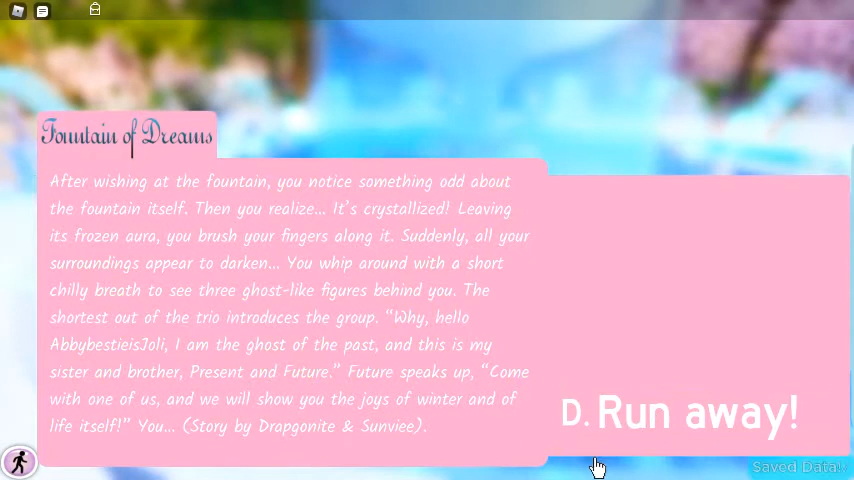 Fountain of Dreams
After wishing at the fountain, you notice something odd about
the fountain itself. Then you realize... It's crystallized! Leaving
its frozen aura, you brush your fingers along it. Suddenly, all your
surroundings appear to darken... You whip around with a short
chilly breath to see three ghost-like figures behind you. The
shortest out of the trio introduces the group. “Why, hello
AbbybestieisJoli, I am the ghost of the past, and this is my
sister and brother, Present and Future.” Future speaks up, “Come
with one of us, and we will show you the joys of winter and of
life itself!” You... (Story by Drapgonite & Sunviee).
D. Run away!
Saved Data!